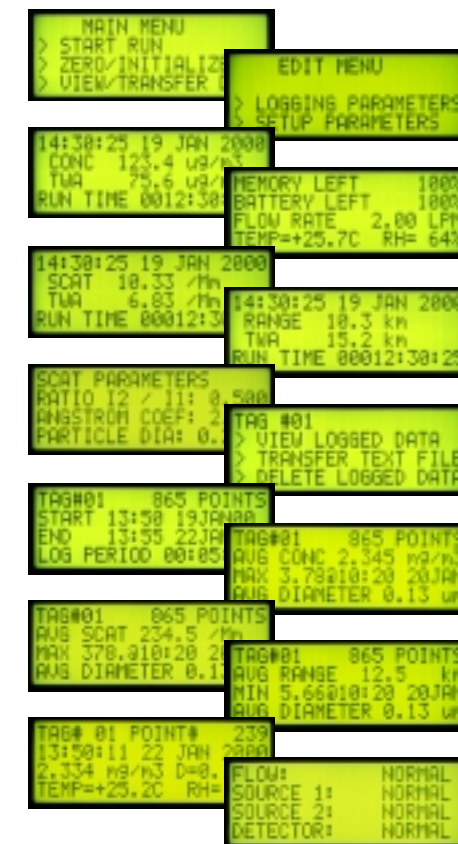 MAIN MENU
> START RUN
> ZERO/INITIALIZE
> VIEW/TRANSFER
EDIT MENU
> LOGGING PARAMETERS
> SETUP PARAMETERS
14:30:25 19 JAN 2000
CONC 123.4 ug/m3
TWA 75.6 ug/
RUN TIME 0012:30:
MEMORY LEFT 100%
BATTERY LEFT 100%
FLOW RATE 2.00 LPM
TEMP=+25.7C RH= 64%
14:30:25 19 JAN 2000
SCAT 10.33 /Mm
TWA 6.83 /Mm
RUN TIME 00012:3
14:30:25 19 JAN 2000
RANGE 10.3 km
TWA 15.2 km
RUN TIME 00012:30:25
SCAT PARAMETERS
RATIO I2 / I1: 0.500
ANGSTROM COEF: 2.
PARTICLE DIA: 0.
TAG #01
> VIEW LOGGED DATA
> TRANSFER TEXT FILE
> DELETE LOGGED DATA
TAG#01 865 POINTS
START 13:50 19JAN00
END 13:55 22JAN
LOG PERIOD 00:05:
TAG#01 865 POINTS
AVG CONC 2.345 mg/m3
MAX 3.78@10:20 20JAN
AVG DIAMETER 0.13 um
TAG#01 865 POINTS
AVG SCAT 234.5 /Mm
MAX 378.@10:20 20
AVG DIAMETER 0.1
TAG#01 865 POINTS
AVG RANGE 12.5 km
MIN 5.66@10:20 20JAN
AVG DIAMETER 0.13 um
TAG# 01 POINT# 239
13:50:11 22 JAN 2000
2.334 mg/m3 D=0.
TEMP=+25.2C RH=
FLOW: NORMAL
SOURCE 1: NORMAL
SOURCE 2: NORMAL
DETECTOR: NORMAL